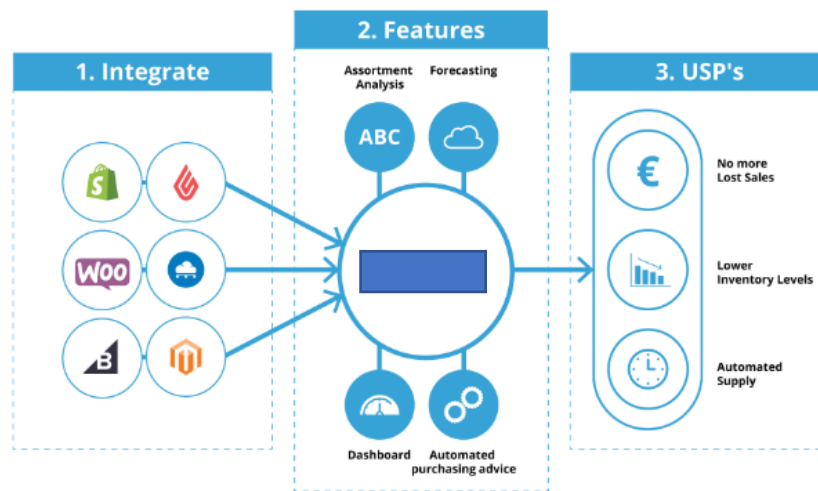 1. Integrate
S
WOO
B
2. Features
Assortment
Analysis
Forecasting
ABC
Dashboard
Automated
purchasing advice
3. USP's
€
No more
Lost Sales
Lower
Inventory Levels
Automated
Supply